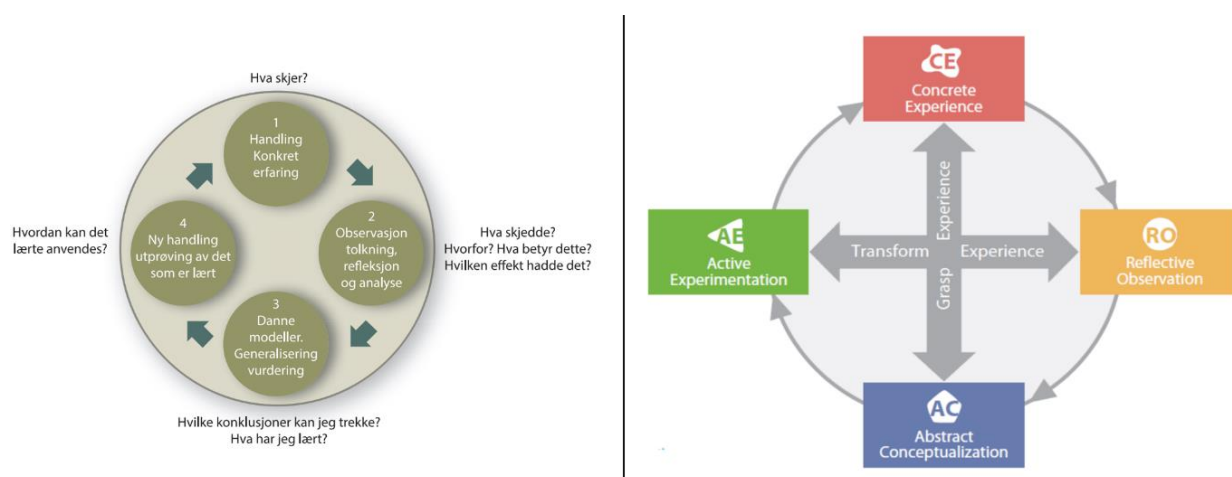 Hva skjer?
1
Handling
Konkret
erfaring
2
Observasjon
tolkning,
refleksjon
og analyse
Hva skjedde?
Hvorfor? Hva betyr dette?
Hvilken effekt hadde det?
3
Danne
modeller.
Generalisering
vurdering
Hvilke konklusjoner kan jeg trekke?
Hva har jeg lært?
4
Ny handling
utprøving av det
som er lært
Hvordan kan det
lærte anvendes?
CE
Concrete
Experience
RO
Reflective
Observation
AC
Abstract
Conceptualization
AE
Active
Experimentation
Grasp Experience
Transform Experience